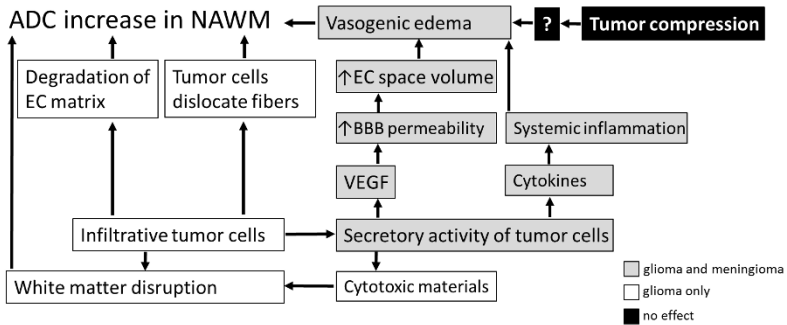 ADC increase in NAWM
Vasogenic edema
?
Tumor compression
Degradation of
EC matrix
Tumor cells
dislocate fibers
↑EC space volume
↑BBB permeability
Systemic inflammation
VEGF
Cytokines
Infiltrative tumor cells
Secretory activity of tumor cells
White matter disruption
Cytotoxic materials
glioma and meningioma
glioma only
no effect